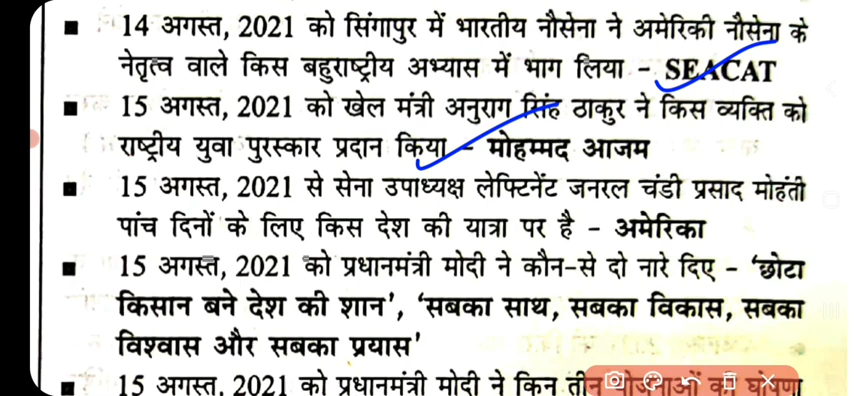 ■ 14 अगस्त, 2021 को सिंगापुर में भारतीय नौसेना ने अमेरिकी नौसेना के
नेतृत्व वाले किस बहुराष्ट्रीय अभ्यास में भाग लिया – SEACAT
■ 15 अगस्त, 2021 को खेल मंत्री अनुराग सिंह ठाकुर ने किस व्यक्ति को
राष्ट्रीय युवा पुरस्कार प्रदान किया – मोहम्मद आजम
■ 15 अगस्त, 2021 से सेना उपाध्यक्ष लेफ्टिनेंट जनरल चंडी प्रसाद मोहंती
पांच दिनों के लिए किस देश की यात्रा पर है – अमेरिका
■ 15 अगस्त, 2021 को प्रधानमंत्री मोदी ने कौन-से दो नारे दिए – ‘छोटा
किसान बने देश की शान’, ‘सबका साथ, सबका विकास, सबका
विश्वास और सबका प्रयास’
■ 15 अगस्त, 2021 को प्रधानमंत्री मोदी ने किन तीन योजनाओं की घोषणा